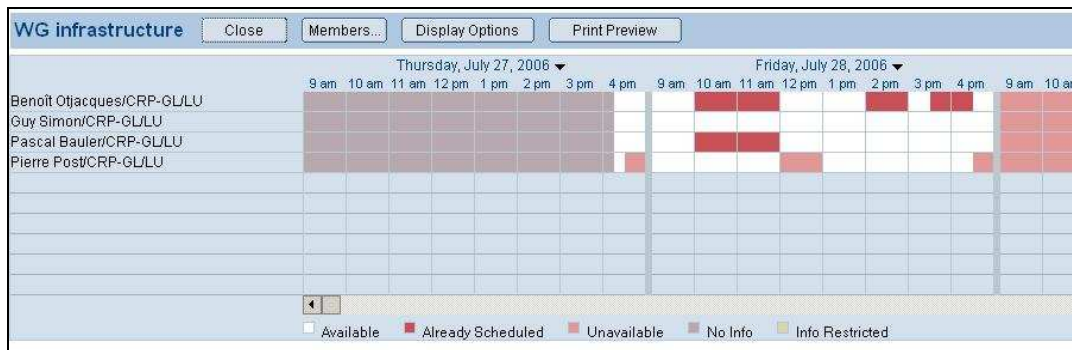 WG infrastructure Close Members... Display Options Print Preview
Thursday, July 27, 2006 Friday, July 28, 2006
9 am 10 am 11 am 12 pm 1 pm 2 pm 3 pm 4 pm 9 am 10 am 11 am 12 pm 1 pm 2 pm 3 pm 4 pm 9 am 10 a
Benoît Otjacques/CRP-GL/LU
Guy Simon/CRP-GL/LU
Pascal Bauler/CRP-GL/LU
Pierre Post/CRP-GL/LU
Available Already Scheduled Unavailable No Info Info Restricted